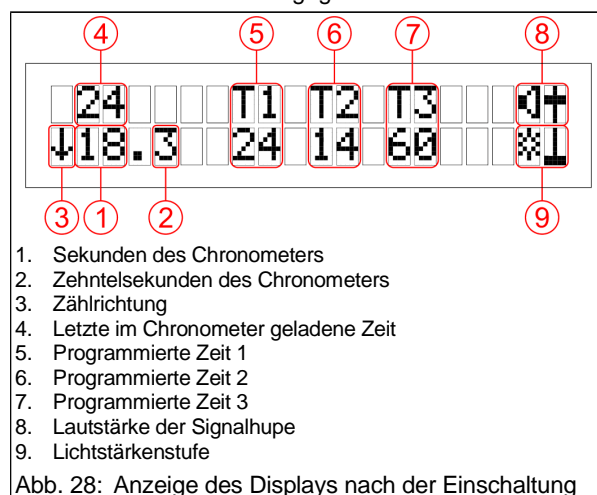 4 5 6 7 8
24 T1 T2 T3
↓18.3 24 14 60
3 1 2 9
1. Sekunden des Chronometers
2. Zehntelsekunden des Chronometers
3. Zählrichtung
4. Letzte im Chronometer geladene Zeit
5. Programmierte Zeit 1
6. Programmierte Zeit 2
7. Programmierte Zeit 3
8. Lautstärke der Signalhupe
9. Lichtstärkenstufe
Abb. 28: Anzeige des Displays nach der Einschaltung